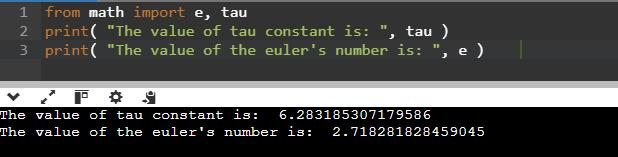 1 from math import e, tau
2 print( "The value of tau constant is: ", tau )
3 print( "The value of the euler's number is: ", e )
The value of tau constant is:  6.283185307179586
The value of the euler's number is:  2.718281828459045